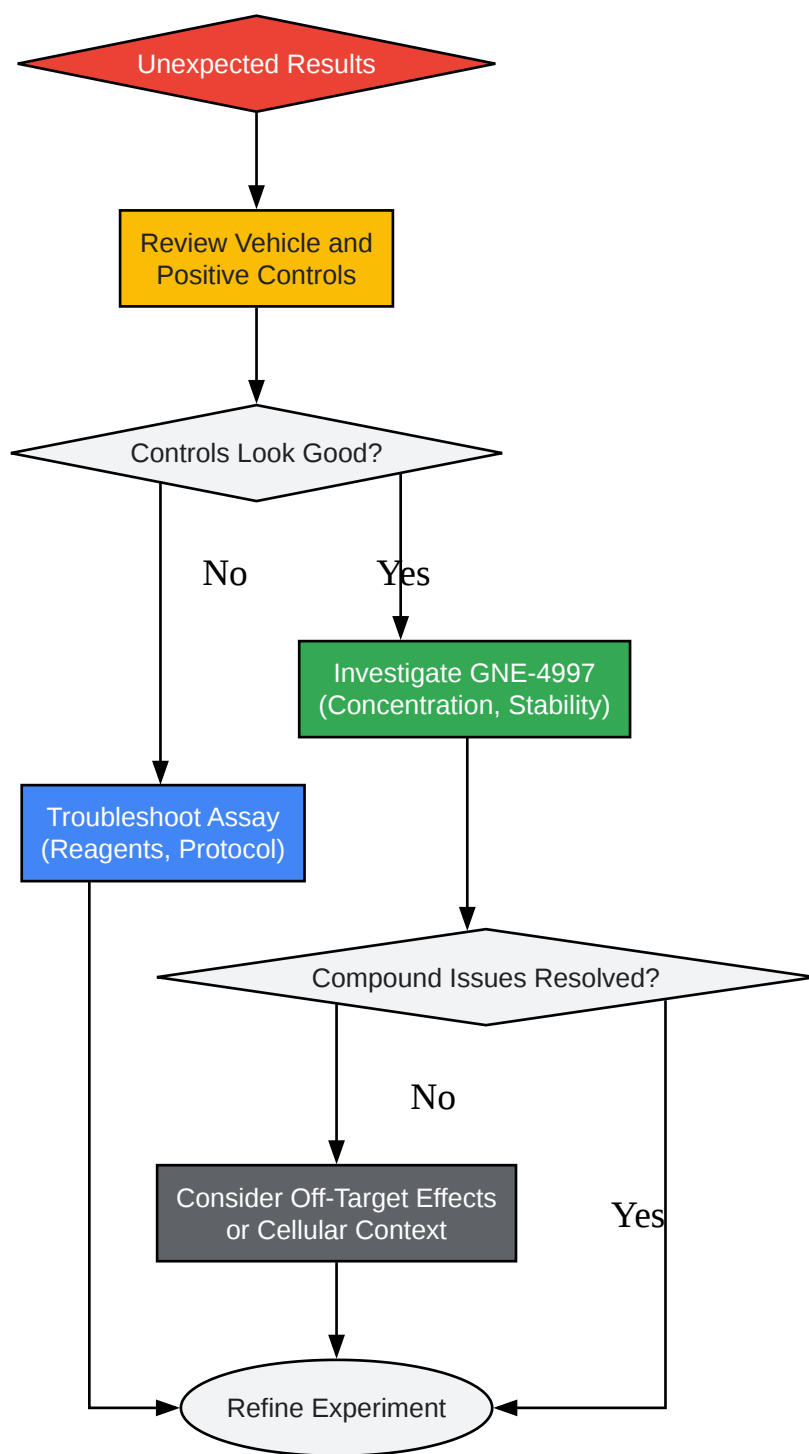 Unexpected Results
Review Vehicle and
Positive Controls
Controls Look Good?
No
Yes
Investigate GNE-4997
(Concentration, Stability)
Troubleshoot Assay
(Reagents, Protocol)
Compound Issues Resolved?
No
Consider Off-Target Effects
or Cellular Context
Yes
Refine Experiment